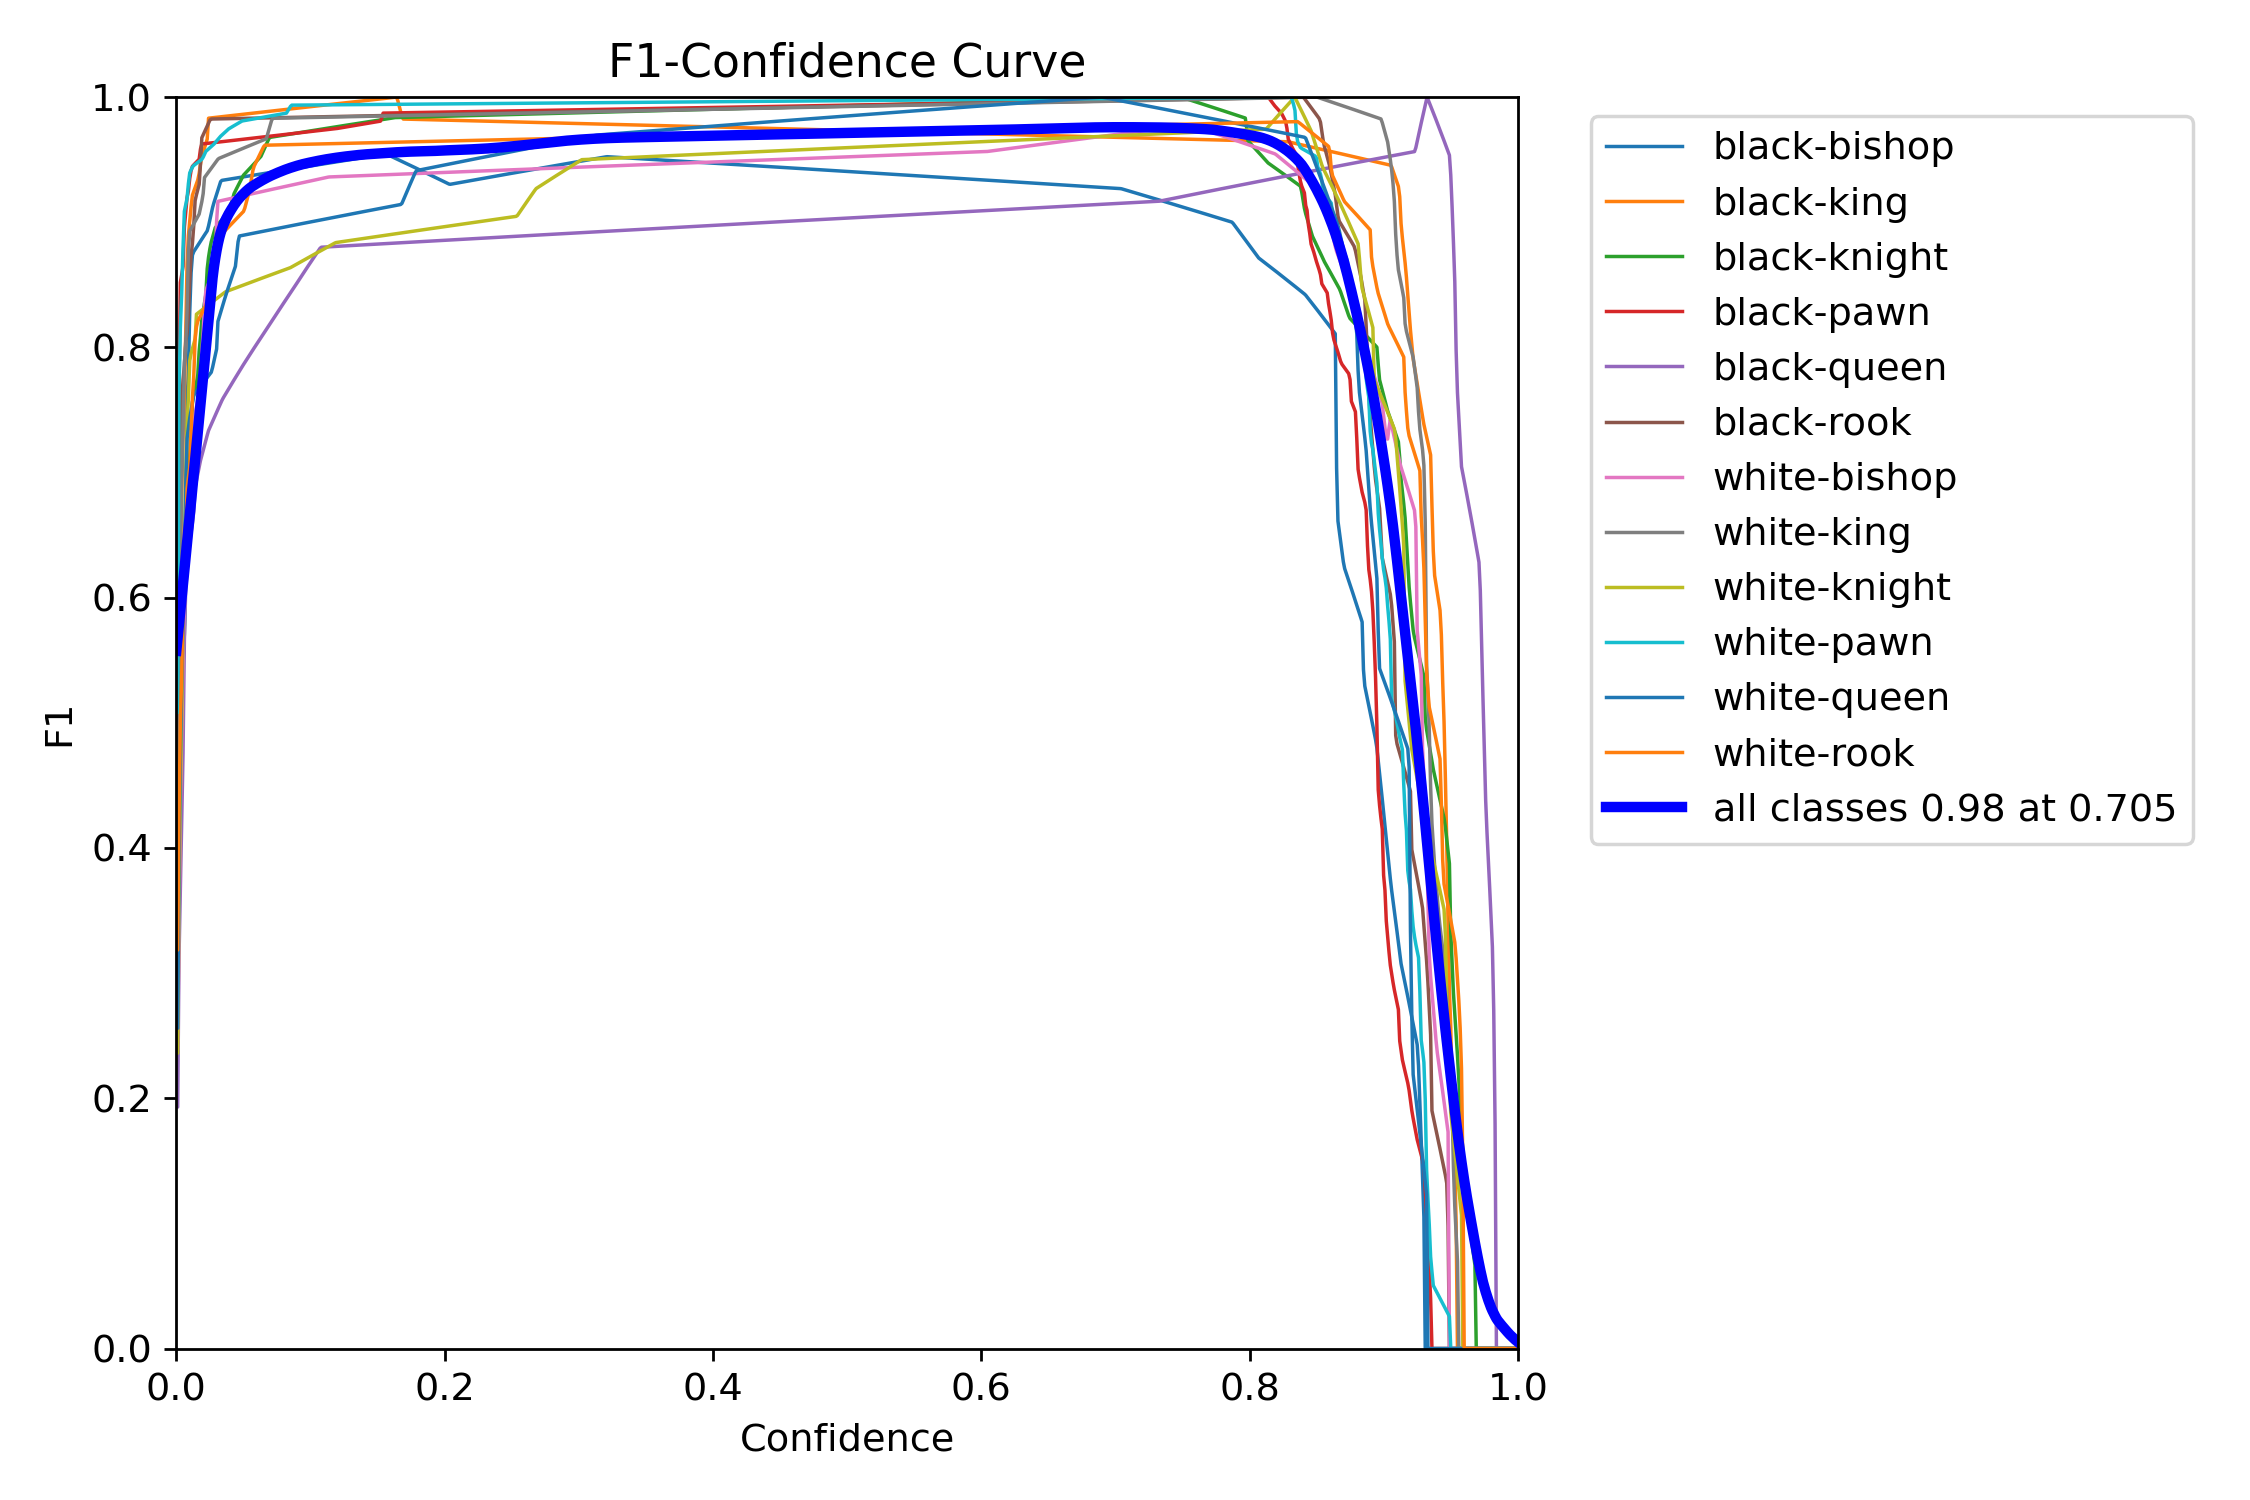 F1-Confidence Curve
1.0
0.8
0.6
0.4
0.2
0.0
F1
0.0 0.2 0.4 0.6 0.8 1.0
Confidence
black-bishop
black-king
black-knight
black-pawn
black-queen
black-rook
white-bishop
white-king
white-knight
white-pawn
white-queen
white-rook
all classes 0.98 at 0.705